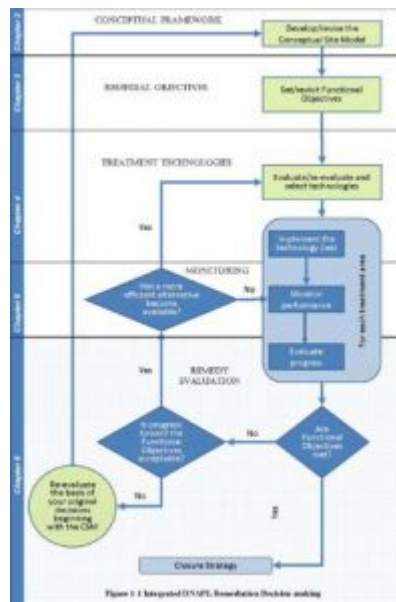 Chapter 2
CONCEPTUAL FRAMEWORK
Develop/revise the
Conceptual Site Model
Chapter 3
REMEDIAL OBJECTIVES
Set/revisit Functional
Objectives
Chapter 4
TREATMENT TECHNOLOGIES
Evaluate/re-evaluate and
select technologies
Yes
Implement the
technology (ies)
MONITORING
Chapter 5
Has a more
efficient alternative
become
available?
No
Monitor
performance
For each treatment area
Evaluate
progress
Yes
REMEDY
EVALUATION
Chapter 6
Is progress
toward the
Functional
Objectives
acceptable?
No
Are
Functional
Objectives
met?
No
Re-evaluate
the basis of
your original
decisions
beginning
with the CSM
Yes
Closure Strategy
Figure 1-1 Integrated DNAPL Remediation Decision making